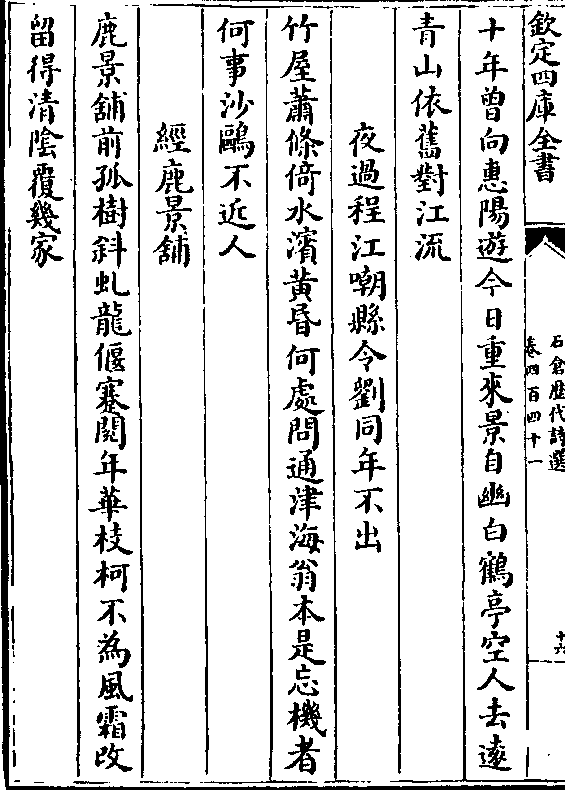 欽定四庫全書
石倉歷代詩選
卷四百四十一
十六
十年曾向惠陽遊今日重來景自幽白鶴亭空人去遠
青山依舊對江流
夜過程江嘲縣令劉同年不出
竹屋蕭條倚水濱黃昏何處問通津海翁本是忘機者
何事沙鷗不近人
經鹿景舖
鹿景舖前孤樹斜虬龍偃蹇閱年華枝柯不為風霜改
留得清陰覆幾家